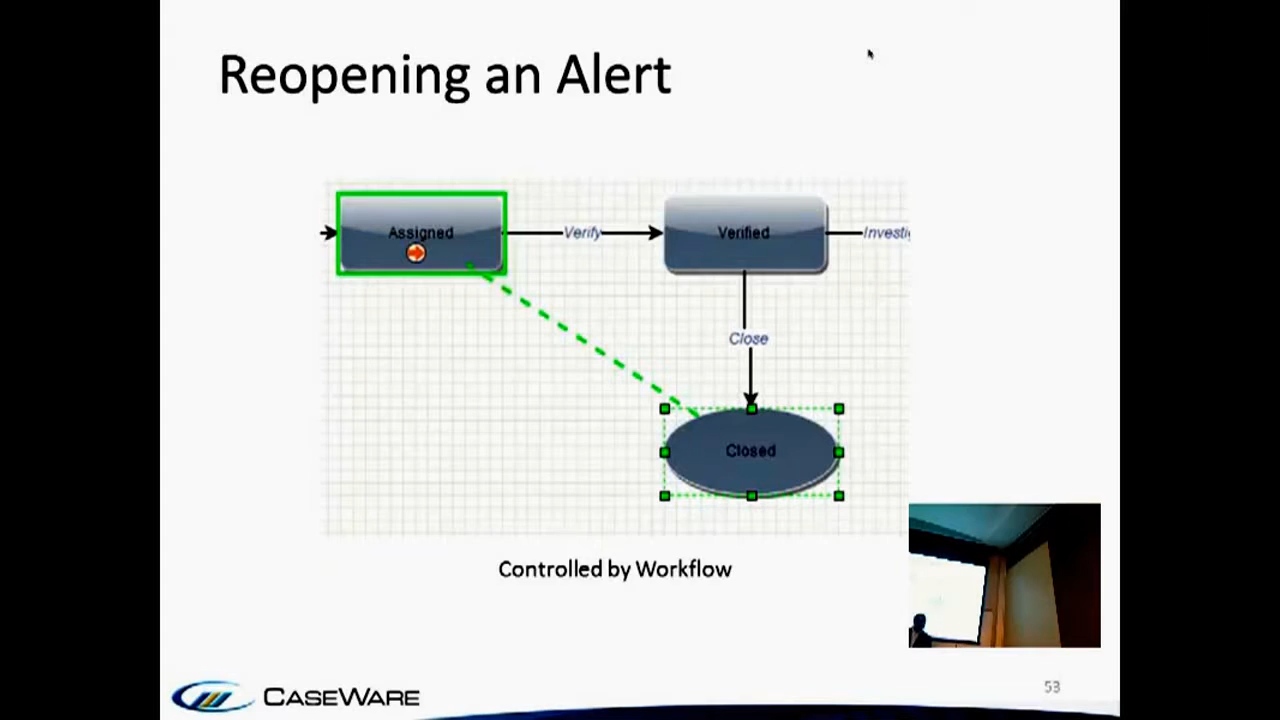 Reopening an Alert
Assigned
Verify
Verified
Close
Closed
Controlled by Workflow
CASEWARE
53